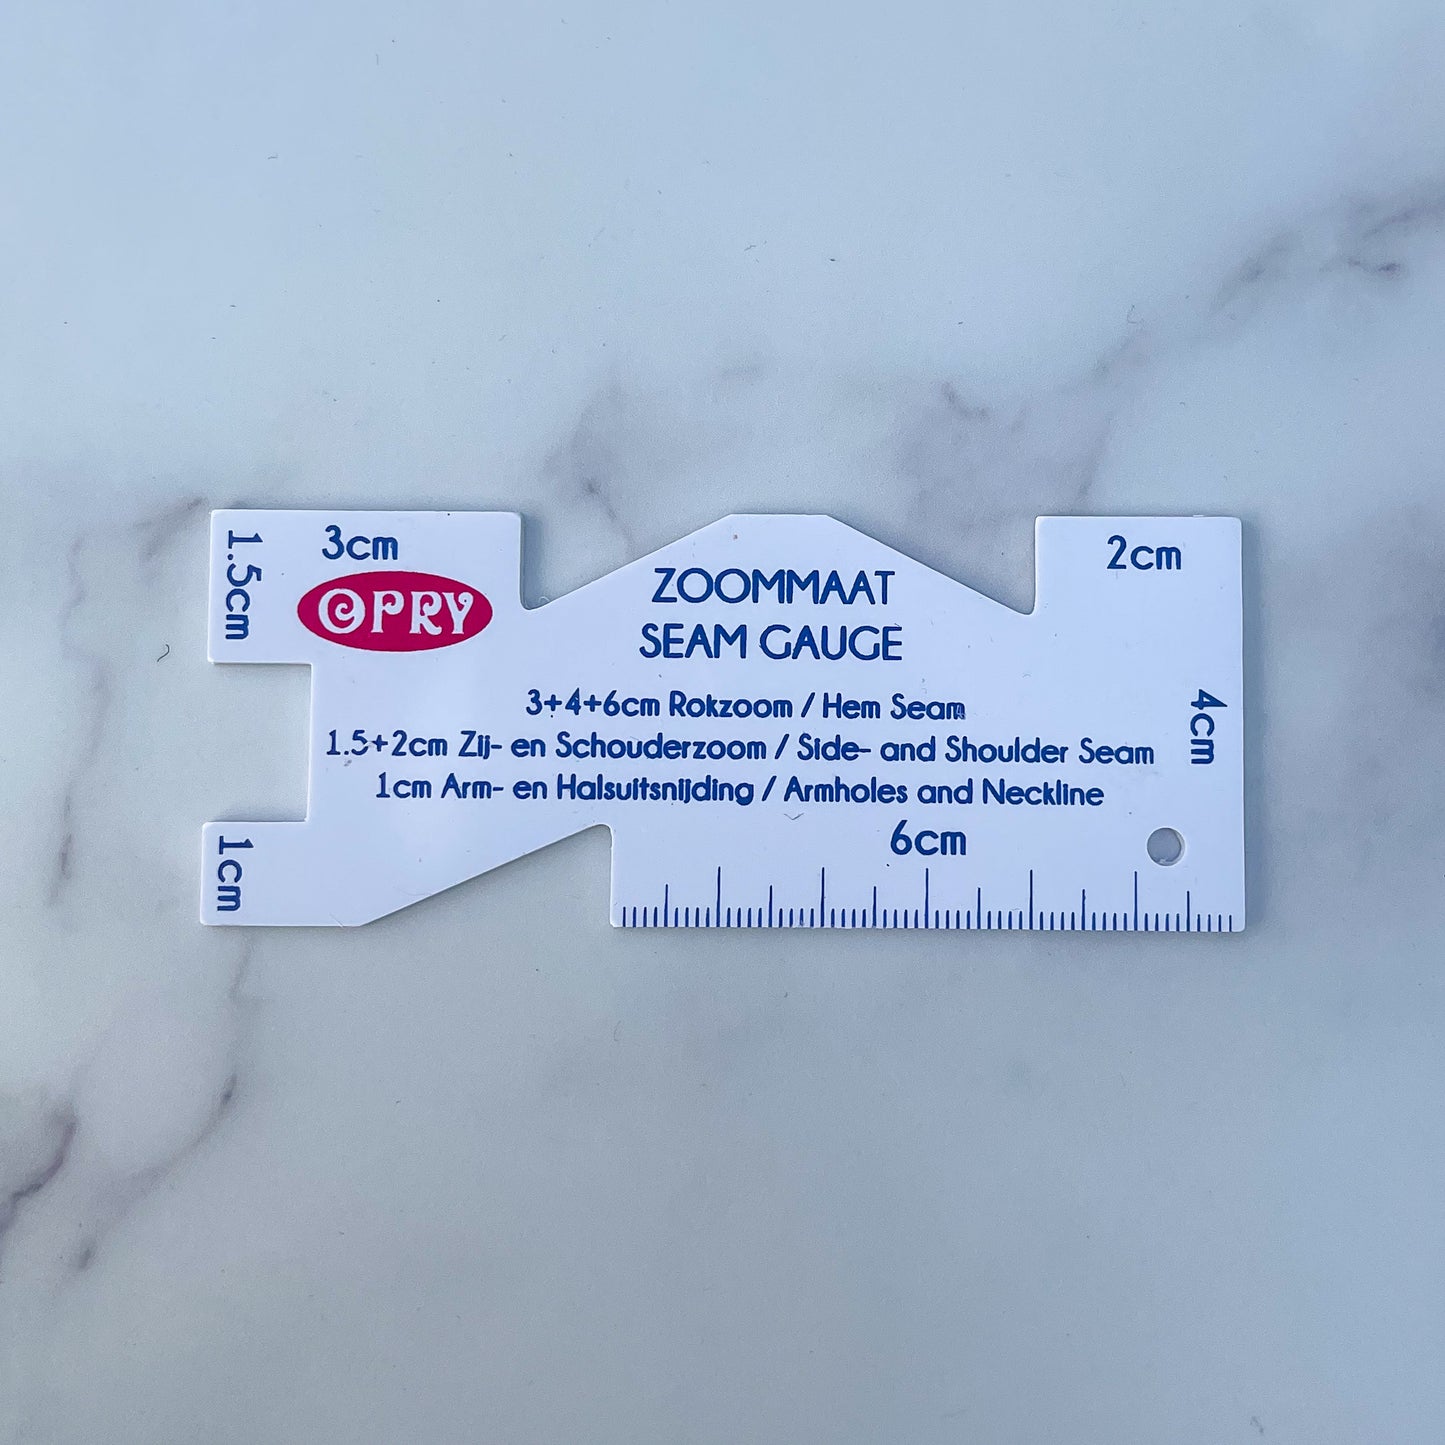 1.5cm
3cm
OPRY
2cm
ZOOMMAAT
SEAM GAUGE
3+4+6cm Rokzoom / Hem Seam
1.5+2cm Zij- en Schouderzoom / Side- and Shoulder Seam
1cm Arm- en Halsuitsnijding / Armholes and Neckline
4cm
6cm
1cm